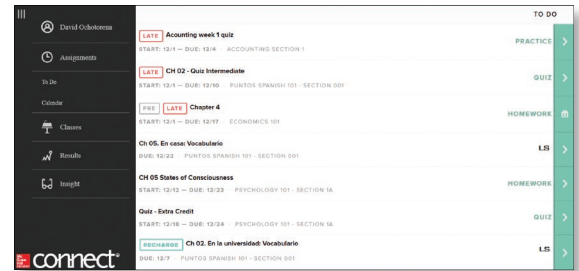 TO DO
David Ochotorena
Assignments
To Do
Calendar
Classes
Results
Insight
Mc Graw Hill Education
connect®
LATE Acounting week 1 quiz
START: 12/1 — DUE: 12/4 · ACCOUNTING SECTION 1
PRACTICE
LATE CH 02 - Quiz Intermediate
START: 12/1 — DUE: 12/10 · PUNTOS SPANISH 101 - SECTION 001
QUIZ
PRE LATE Chapter 4
START: 12/1 — DUE: 12/17 · ECONOMICS 101
HOMEWORK
Ch 05. En casa: Vocabulario
DUE: 12/22 · PUNTOS SPANISH 101 - SECTION 001
LS
CH 05 States of Consciousness
START: 12/12 — DUE: 12/23 · PSYCHOLOGY 101 - SECTION 1A
HOMEWORK
Quiz - Extra Credit
START: 12/16 — DUE: 12/24 · PSYCHOLOGY 101 - SECTION 1A
QUIZ
RECHARGE Ch 02. En la universidad: Vocabulario
DUE: 12/7 · PUNTOS SPANISH 101 - SECTION 001
LS